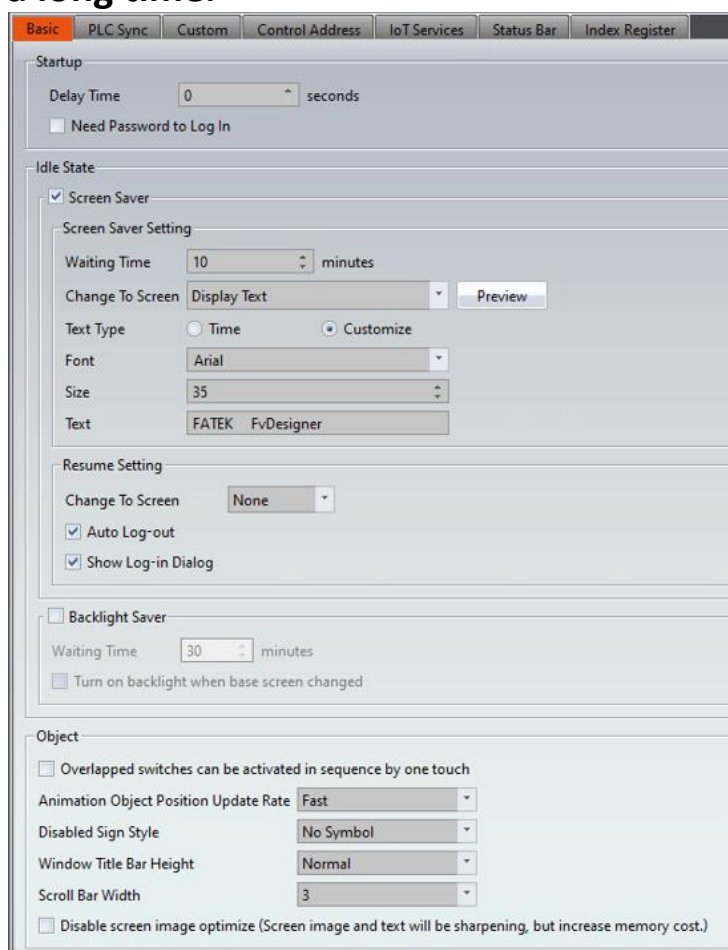 a long time.
Basic PLC Sync Custom Control Address IoT Services Status Bar Index Register
Startup
Delay Time 0 seconds
Need Password to Log In
Idle State
Screen Saver
Screen Saver Setting
Waiting Time 10 minutes
Change To Screen Display Text Preview
Text Type Time Customize
Font Arial
Size 35
Text FATEK FvDesigner
Resume Setting
Change To Screen None
Auto Log-out
Show Log-in Dialog
Backlight Saver
Waiting Time 30 minutes
Turn on backlight when base screen changed
Object
Overlapped switches can be activated in sequence by one touch
Animation Object Position Update Rate Fast
Disabled Sign Style No Symbol
Window Title Bar Height Normal
Scroll Bar Width 3
Disable screen image optimize (Screen image and text will be sharpening, but increase memory cost.)